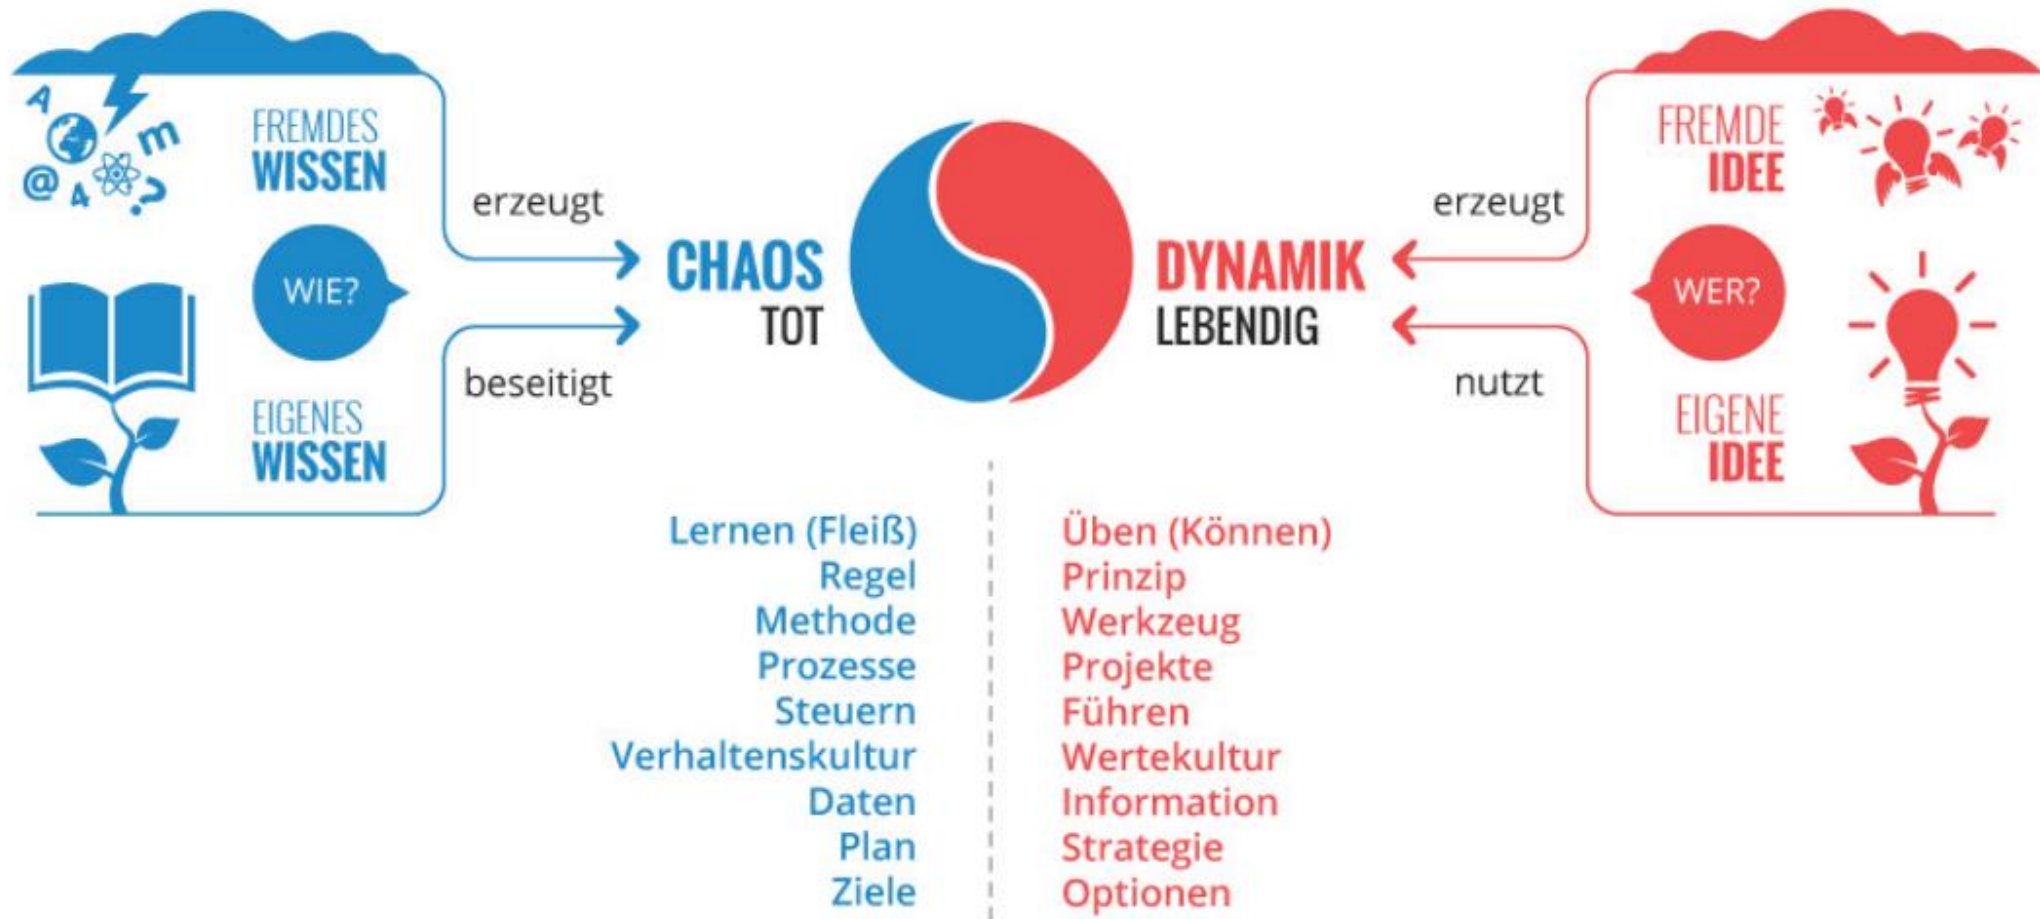 A
m
@
4
?
FREMDES
WISSEN
WIE?
EIGENES
WISSEN
erzeugt
beseitigt
CHAOS
TOT
DYNAMIK
LEBENDIG
erzeugt
nutzt
FREMDE
IDEE
WER?
EIGENE
IDEE
Lernen (Fleiß)
Regel
Methode
Prozesse
Steuern
Verhaltenskultur
Daten
Plan
Ziele
Üben (Können)
Prinzip
Werkzeug
Projekte
Führen
Wertekultur
Information
Strategie
Optionen